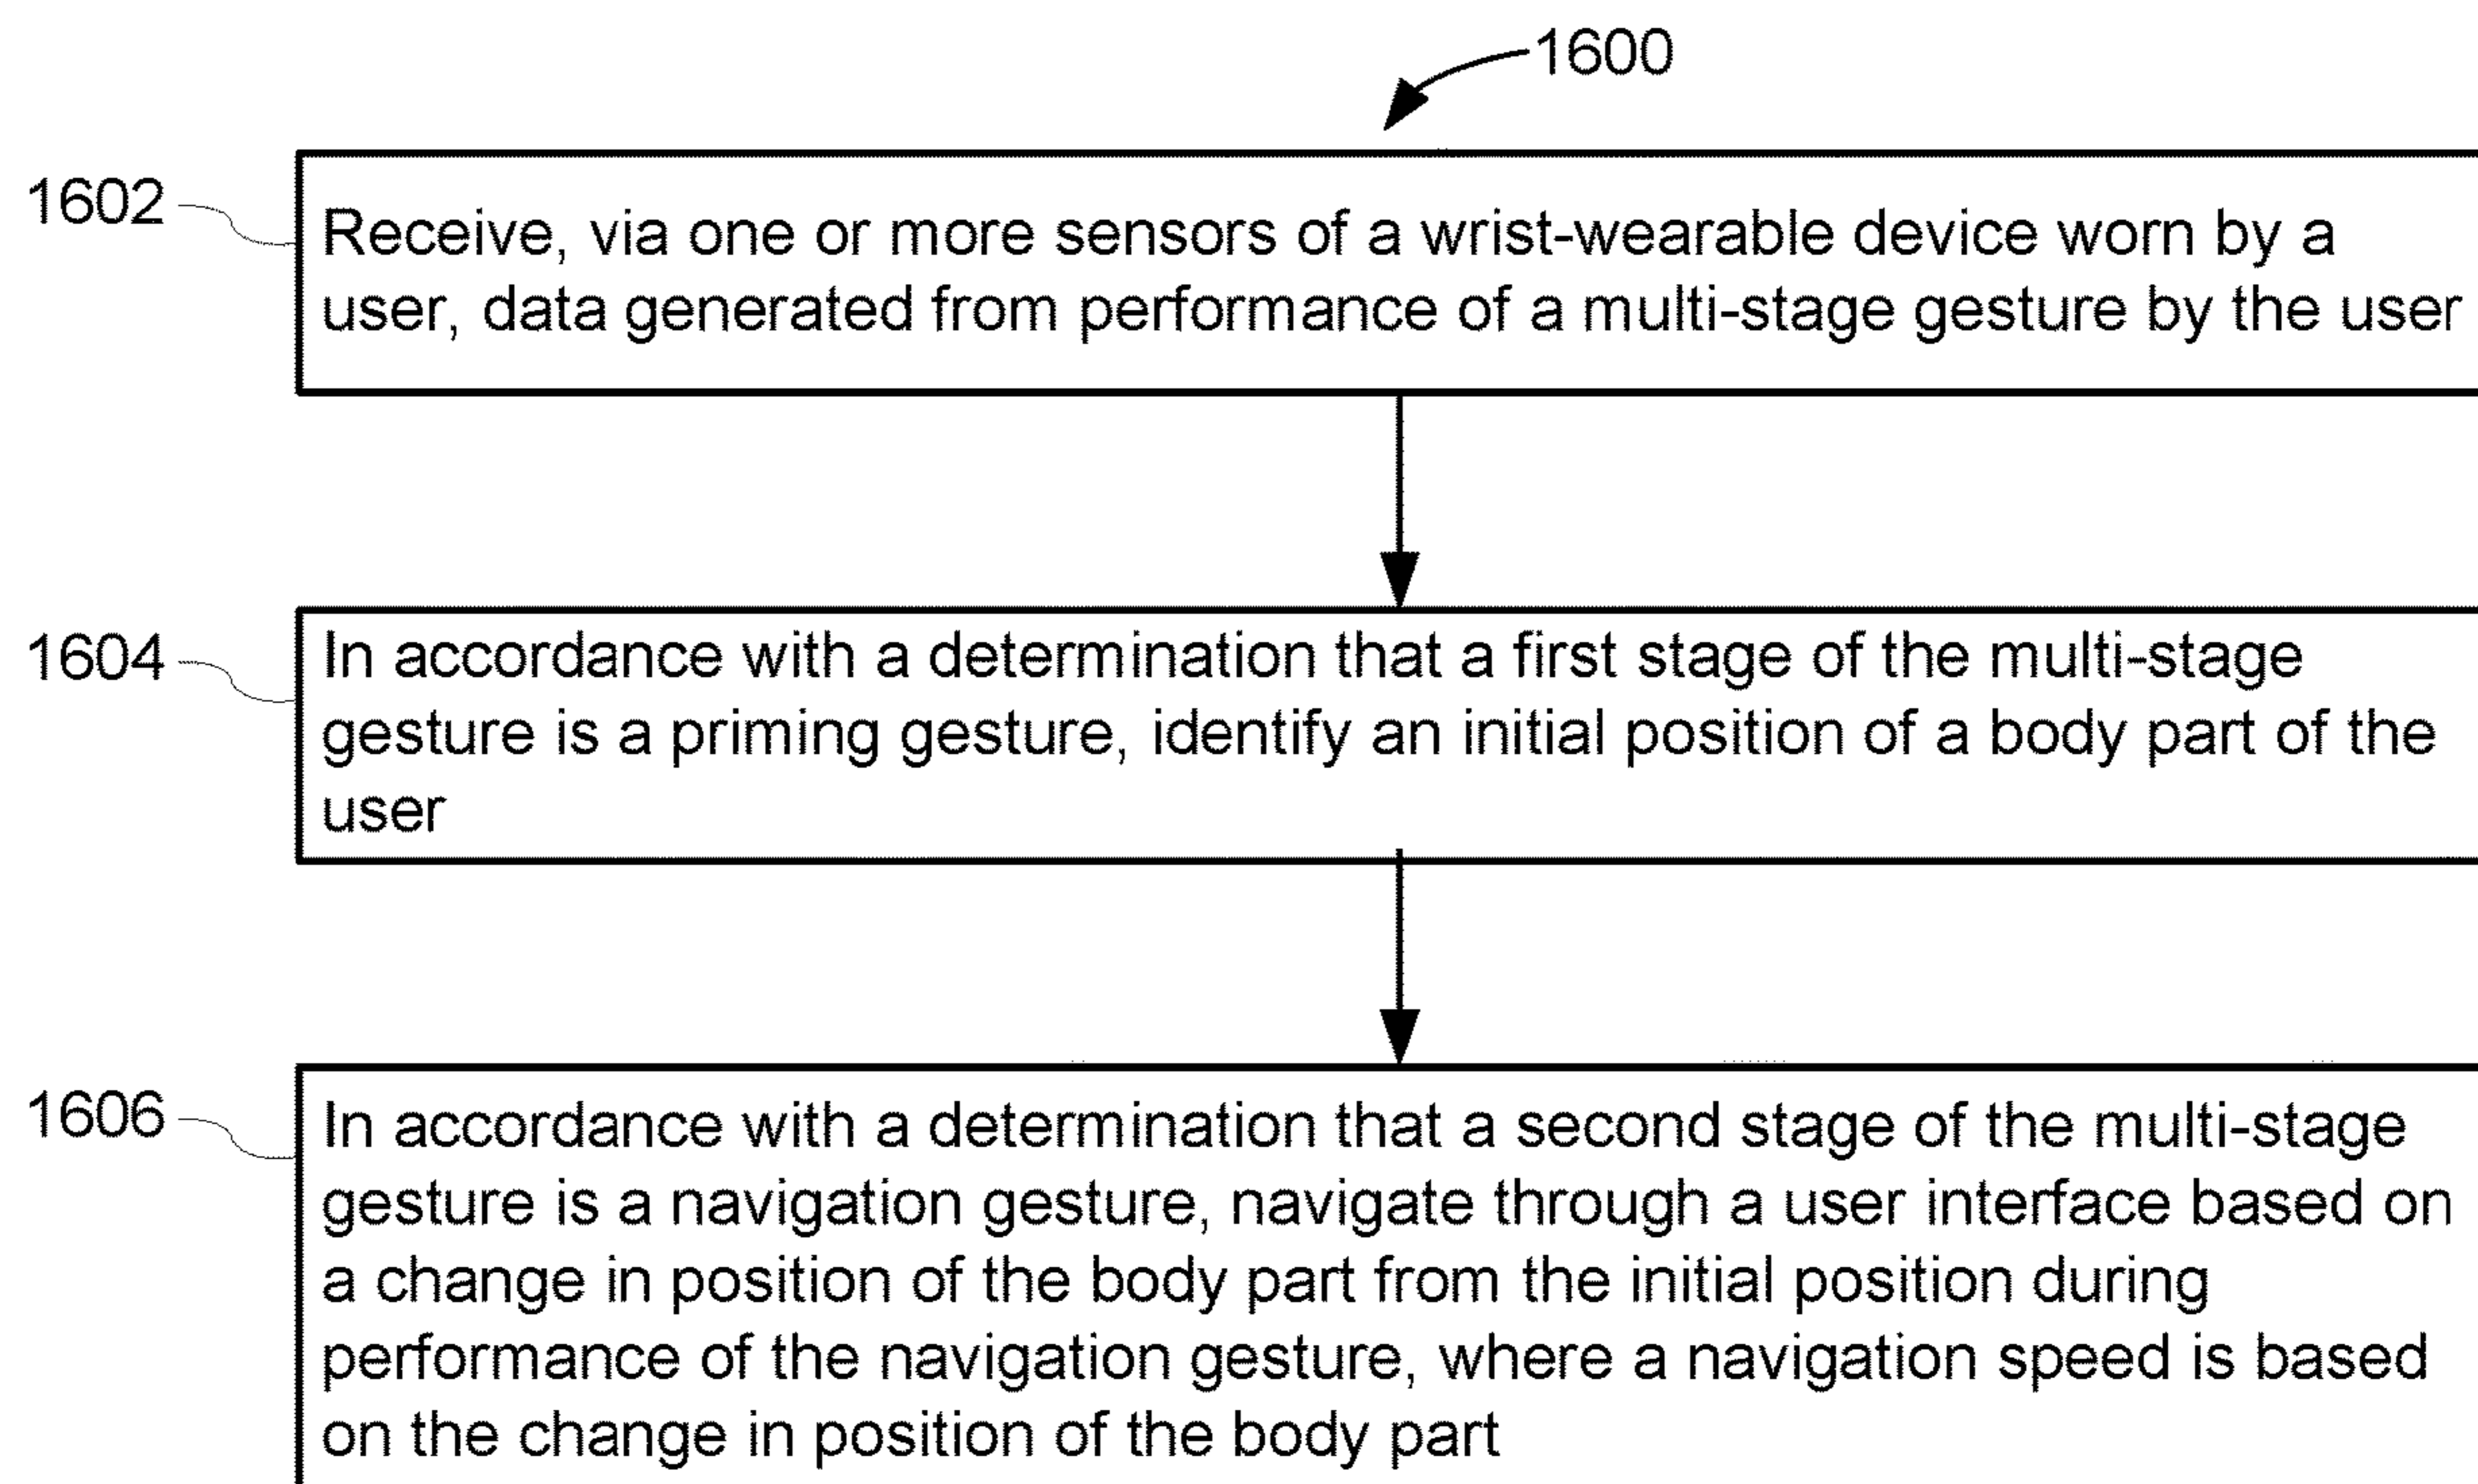 1600
1602
Receive, via one or more sensors of a wrist-wearable device worn by a
user, data generated from performance of a multi-stage gesture by the user
1604
In accordance with a determination that a first stage of the multi-stage
gesture is a priming gesture, identify an initial position of a body part of the
user
1606
In accordance with a determination that a second stage of the multi-stage
gesture is a navigation gesture, navigate through a user interface based on
a change in position of the body part from the initial position during
performance of the navigation gesture, where a navigation speed is based
on the change in position of the body part